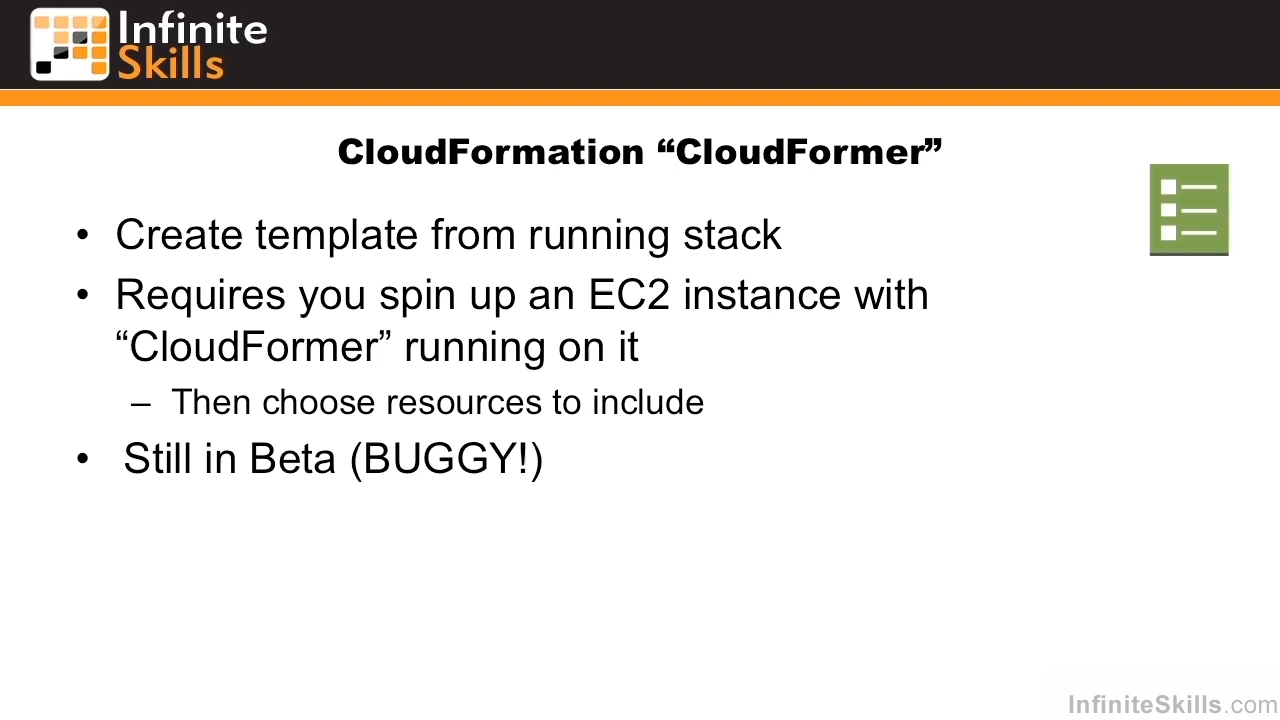 Infinite
Skills
CloudFormation “CloudFormer”
• Create template from running stack
• Requires you spin up an EC2 instance with
“CloudFormer” running on it
– Then choose resources to include
• Still in Beta (BUGGY!)
InfiniteSkills.com